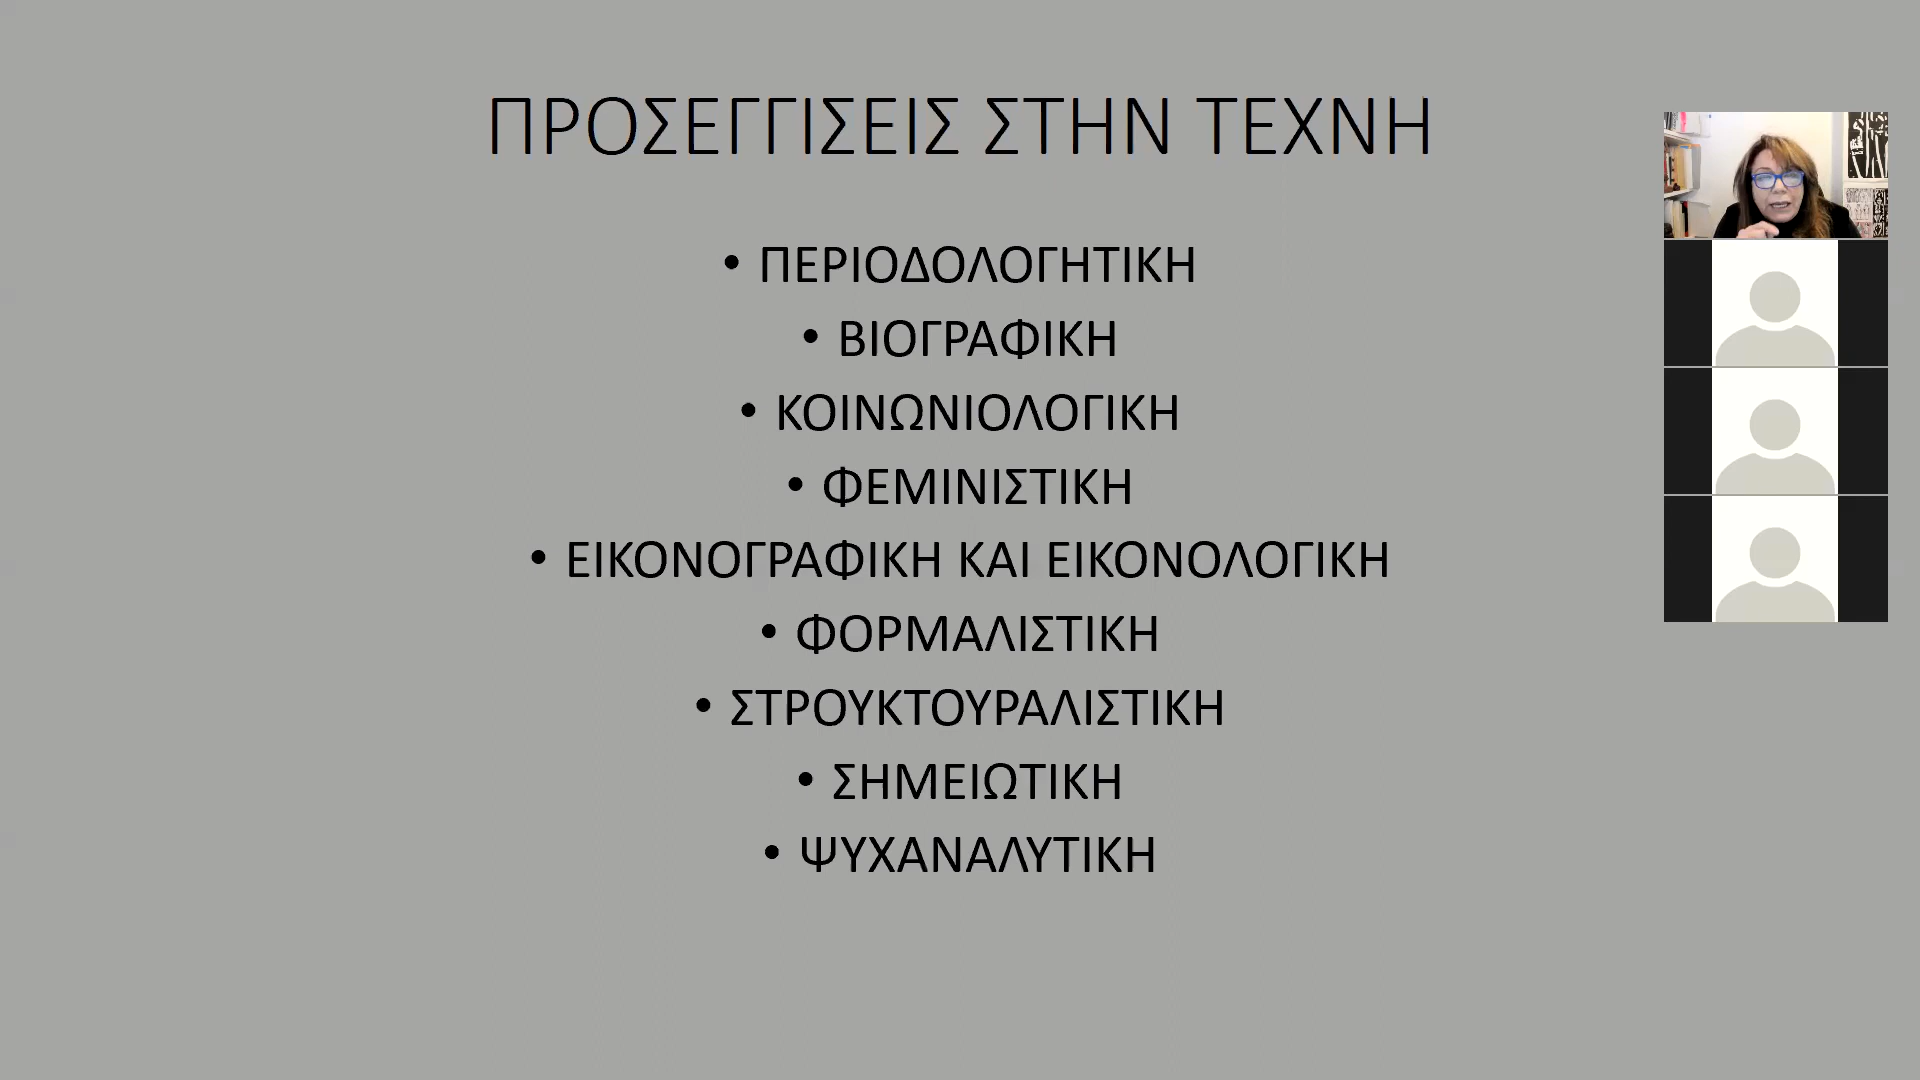 ΠΡΟΣΕΓΓΙΣΕΙΣ ΣΤΗΝ ΤΕΧΝΗ
• ΠΕΡΙΟΔΟΛΟΓΗΤΙΚΗ
• ΒΙΟΓΡΑΦΙΚΗ
• ΚΟΙΝΩΝΙΟΛΟΓΙΚΗ
• ΦΕΜΙΝΙΣΤΙΚΗ
• ΕΙΚΟΝΟΓΡΑΦΙΚΗ ΚΑΙ ΕΙΚΟΝΟΛΟΓΙΚΗ
• ΦΟΡΜΑΛΙΣΤΙΚΗ
• ΣΤΡΟΥΚΤΟΥΡΑΛΙΣΤΙΚΗ
• ΣΗΜΕΙΩΤΙΚΗ
• ΨΥΧΑΝΑΛΥΤΙΚΗ